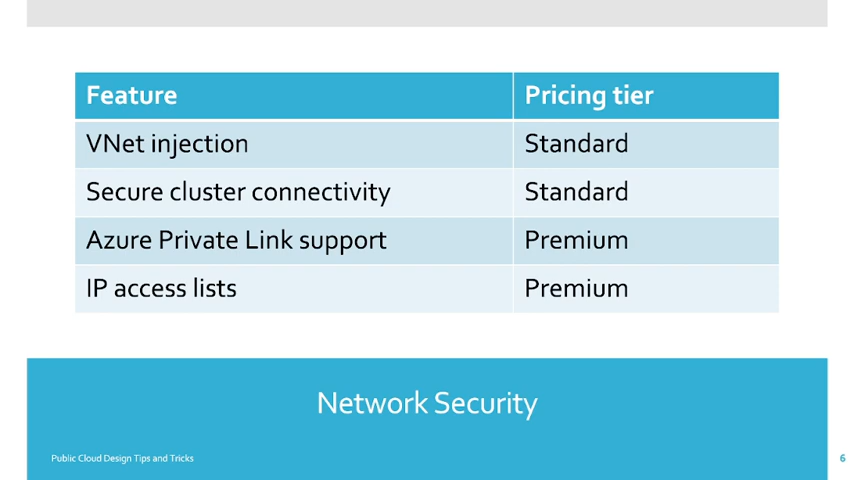 Feature Pricing tier
VNet injection Standard
Secure cluster connectivity Standard
Azure Private Link support Premium
IP access lists Premium
Network Security
Public Cloud Design Tips and Tricks 6